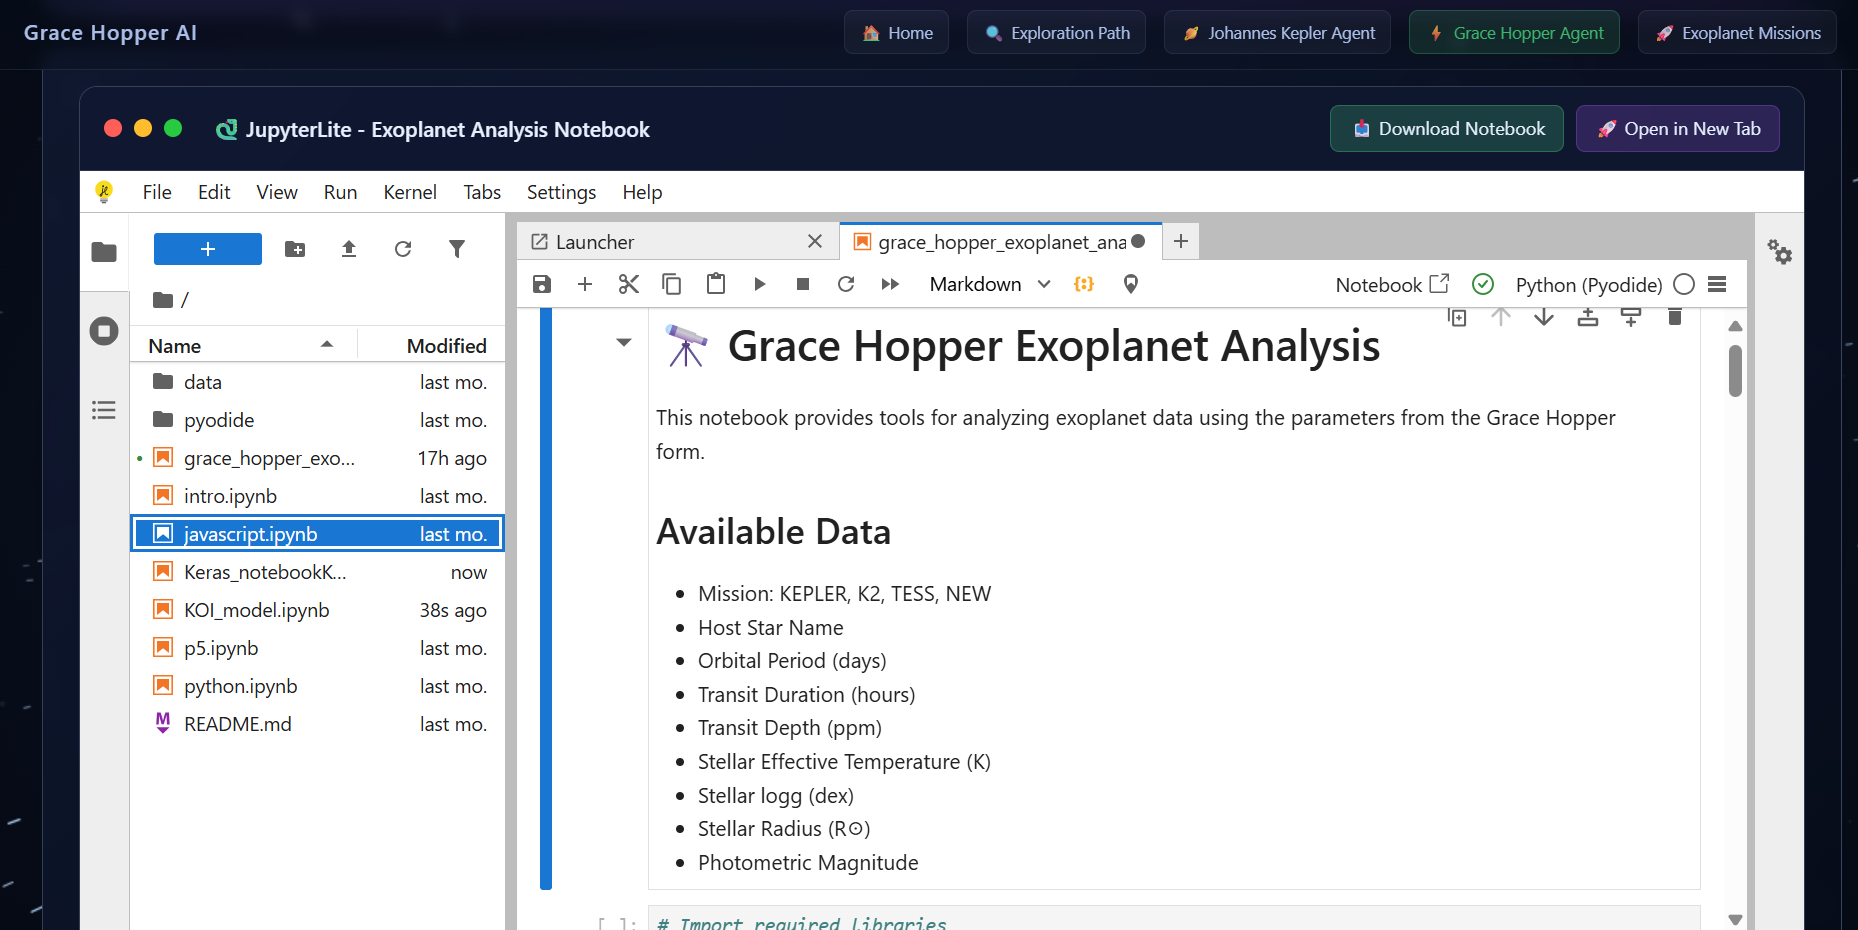 Grace Hopper AI
Home
Exploration Path
Johannes Kepler Agent
Grace Hopper Agent
Exoplanet Missions
JupyterLite - Exoplanet Analysis Notebook
Download Notebook
Open in New Tab
File Edit View Run Kernel Tabs Settings Help
+
/
Name Modified
data last mo.
pyodide last mo.
grace_hopper_exo... 17h ago
intro.ipynb last mo.
javascript.ipynb last mo.
Keras_notebookK... now
KOI_model.ipynb 38s ago
p5.ipynb last mo.
python.ipynb last mo.
README.md last mo.
Launcher
grace_hopper_exoplanet_ana
Markdown
Notebook
Python (Pyodide)
Grace Hopper Exoplanet Analysis
This notebook provides tools for analyzing exoplanet data using the parameters from the Grace Hopper
form.
Available Data
• Mission: KEPLER, K2, TESS, NEW
• Host Star Name
• Orbital Period (days)
• Transit Duration (hours)
• Transit Depth (ppm)
• Stellar Effective Temperature (K)
• Stellar logg (dex)
• Stellar Radius (R⊙)
• Photometric Magnitude
[ ]: # Import required libraries